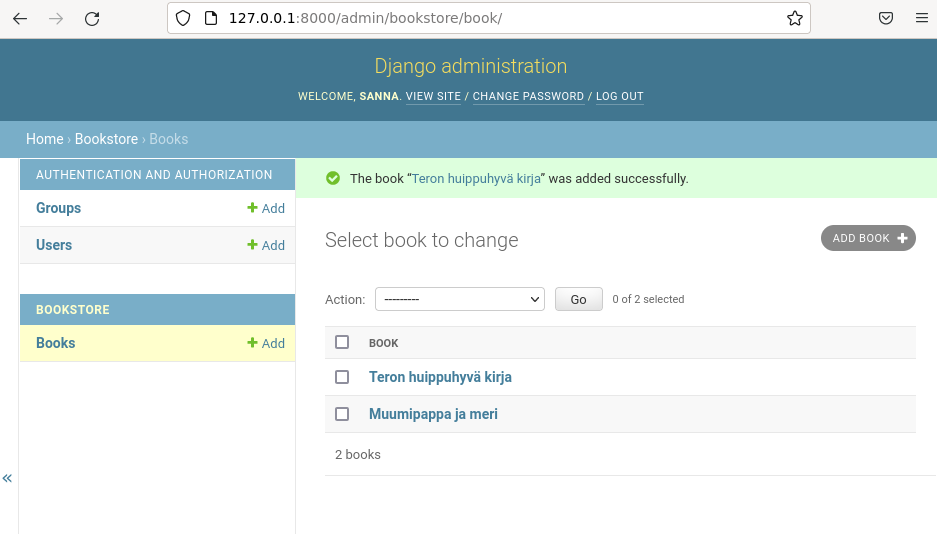 127.0.0.1:8000/admin/bookstore/book/
Django administration
WELCOME, SANNA. VIEW SITE / CHANGE PASSWORD / LOG OUT
Home › Bookstore › Books
AUTHENTICATION AND AUTHORIZATION
Groups + Add
Users + Add
BOOKSTORE
Books + Add
«
The book “Teron huippuhyvä kirja” was added successfully.
Select book to change
ADD BOOK +
Action: --------- Go 0 of 2 selected
BOOK
Teron huippuhyvä kirja
Muumipappa ja meri
2 books